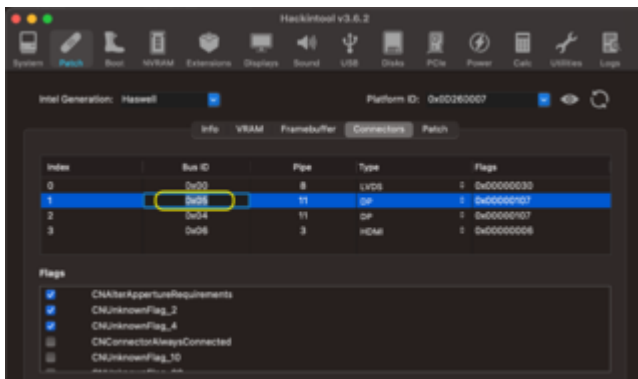 Hackintool v3.6.2
System Patch Boot NVRAM Extensions Displays Sound USB Disks PCIe Power Calc Utilities Logs
Intel Generation: Haswell Platform ID: 0x0D260007
Info VRAM Framebuffer Connectors Patch
Index Bus ID Pipe Type Flags
0 0x00 8 LVDS 0x00000030
1 0x05 11 DP 0x00000107
2 0x04 11 DP 0x00000107
3 0x06 3 HDMI 0x00000006
Flags
CNAlterAppertureRequirements
CNUnknownFlag_2
CNUnknownFlag_4
CNConnectorAlwaysConnected
CNUnknownFlag_10